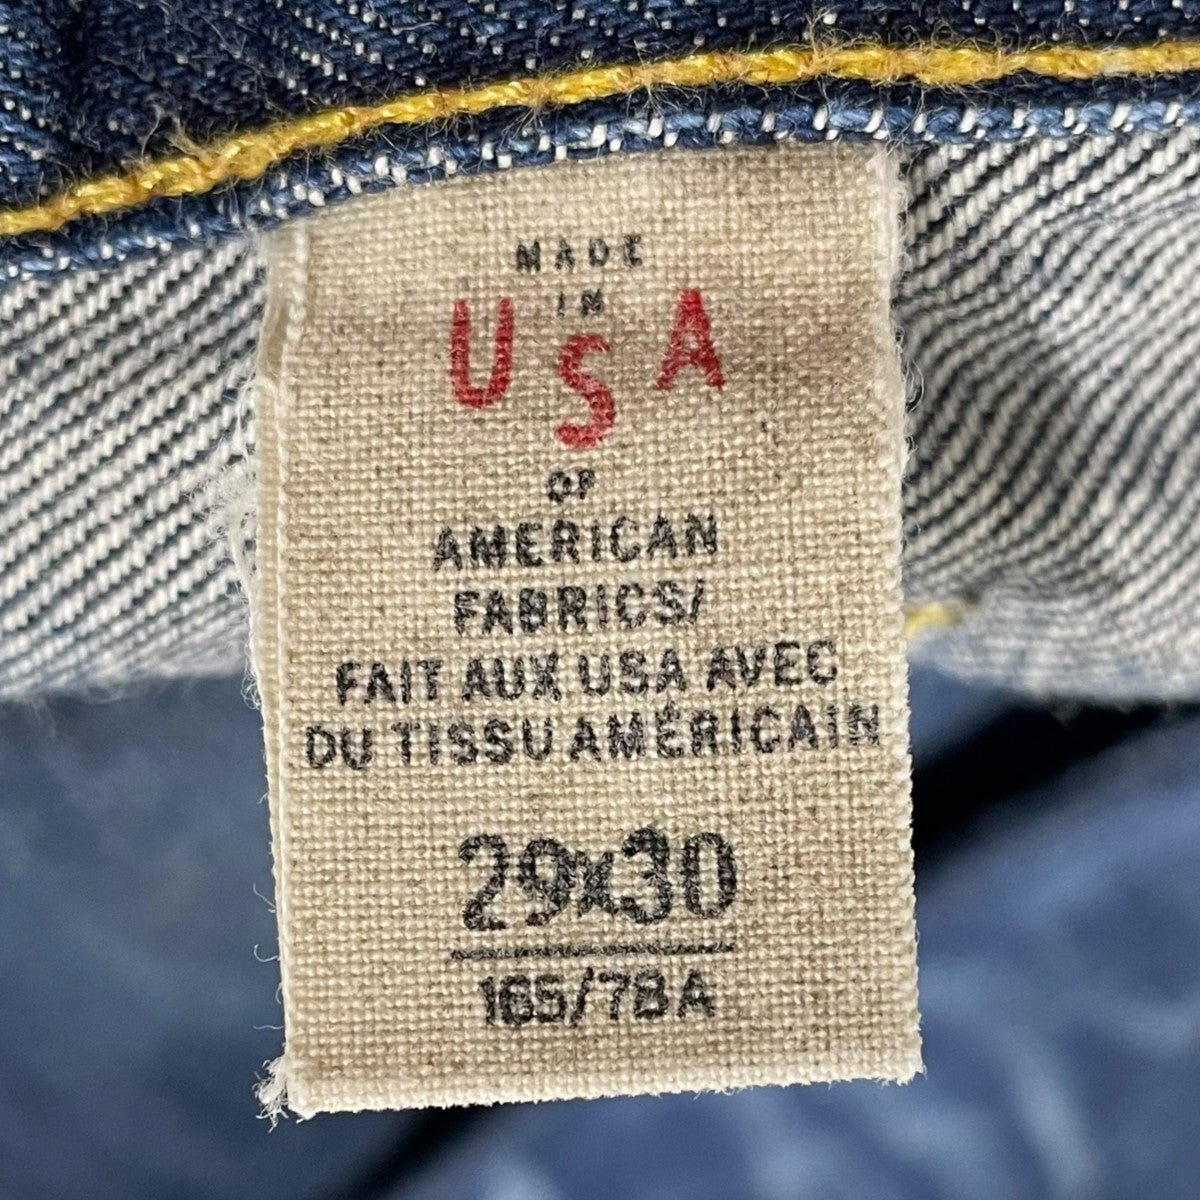 MADE
IN
USA
OF
AMERICAN
FABRICS/
FAIT AUX USA AVEC
DU TISSU AMÉRICAIN
29x30
165/78A